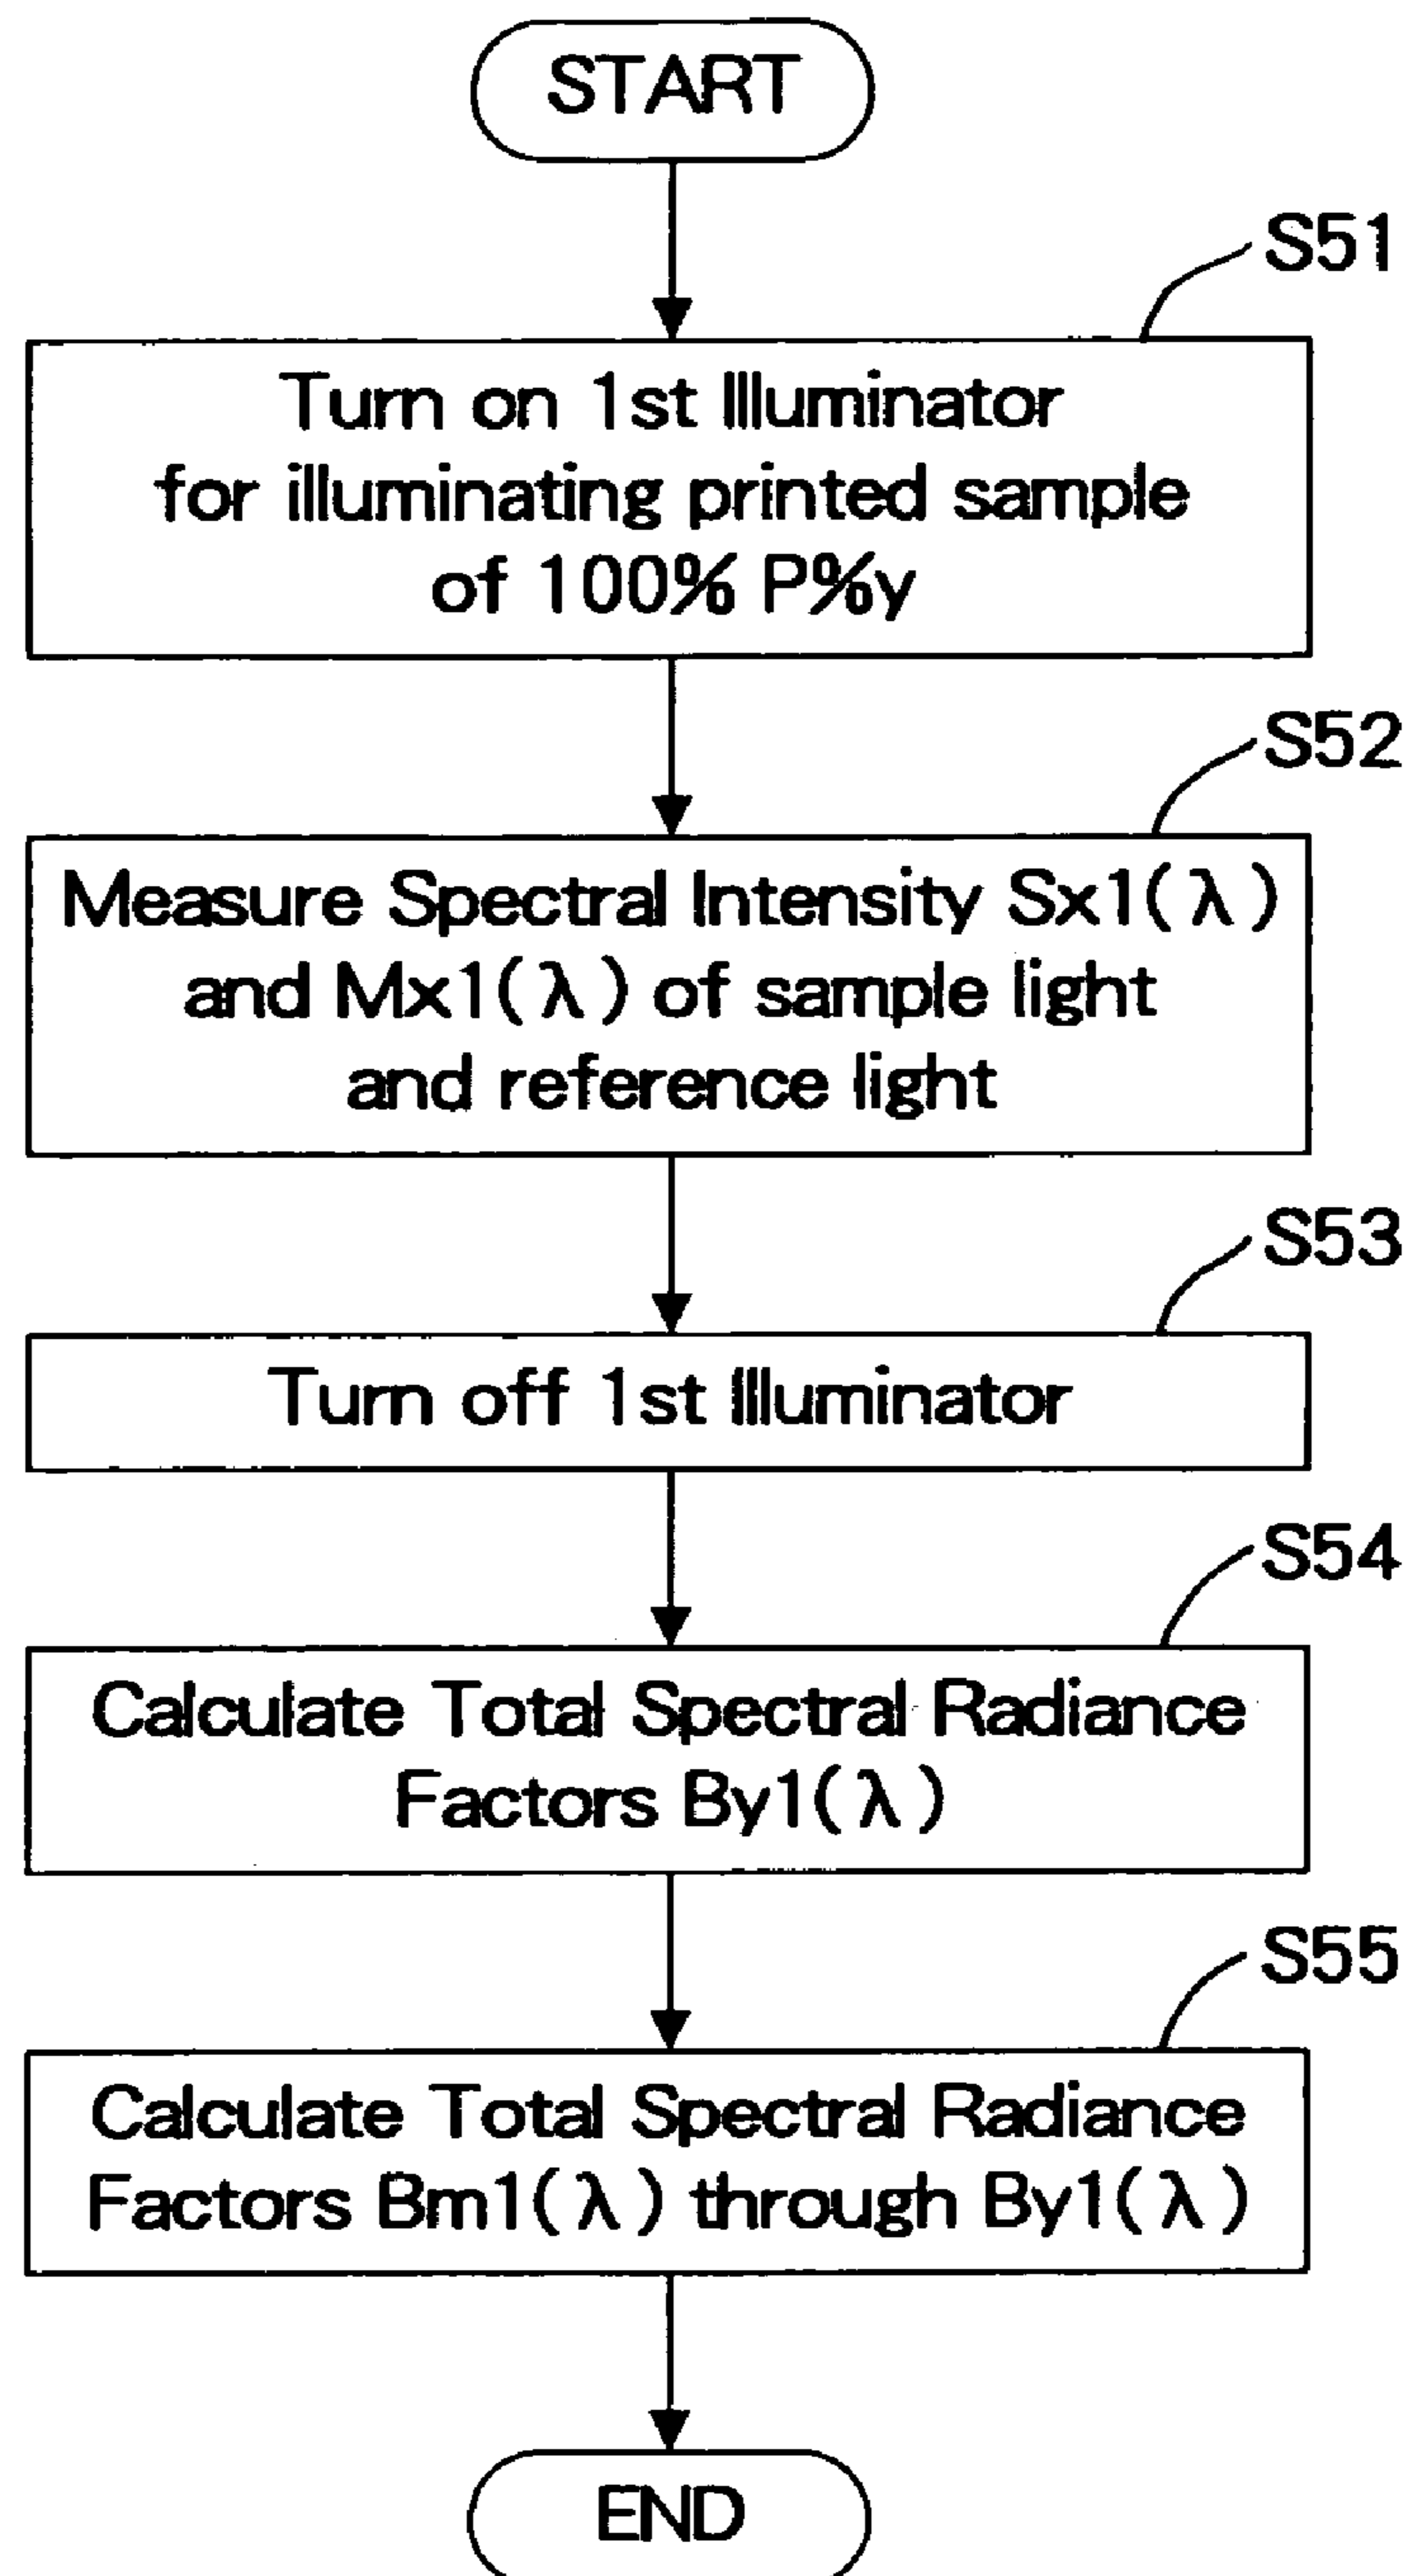 START
S51
Turn on 1st Illuminator
for illuminating printed sample
of 100% P%y
S52
Measure Spectral Intensity Sx1(λ)
and Mx1(λ) of sample light
and reference light
S53
Turn off 1st Illuminator
S54
Calculate Total Spectral Radiance
Factors By1(λ)
S55
Calculate Total Spectral Radiance
Factors Bm1(λ) through By1(λ)
END